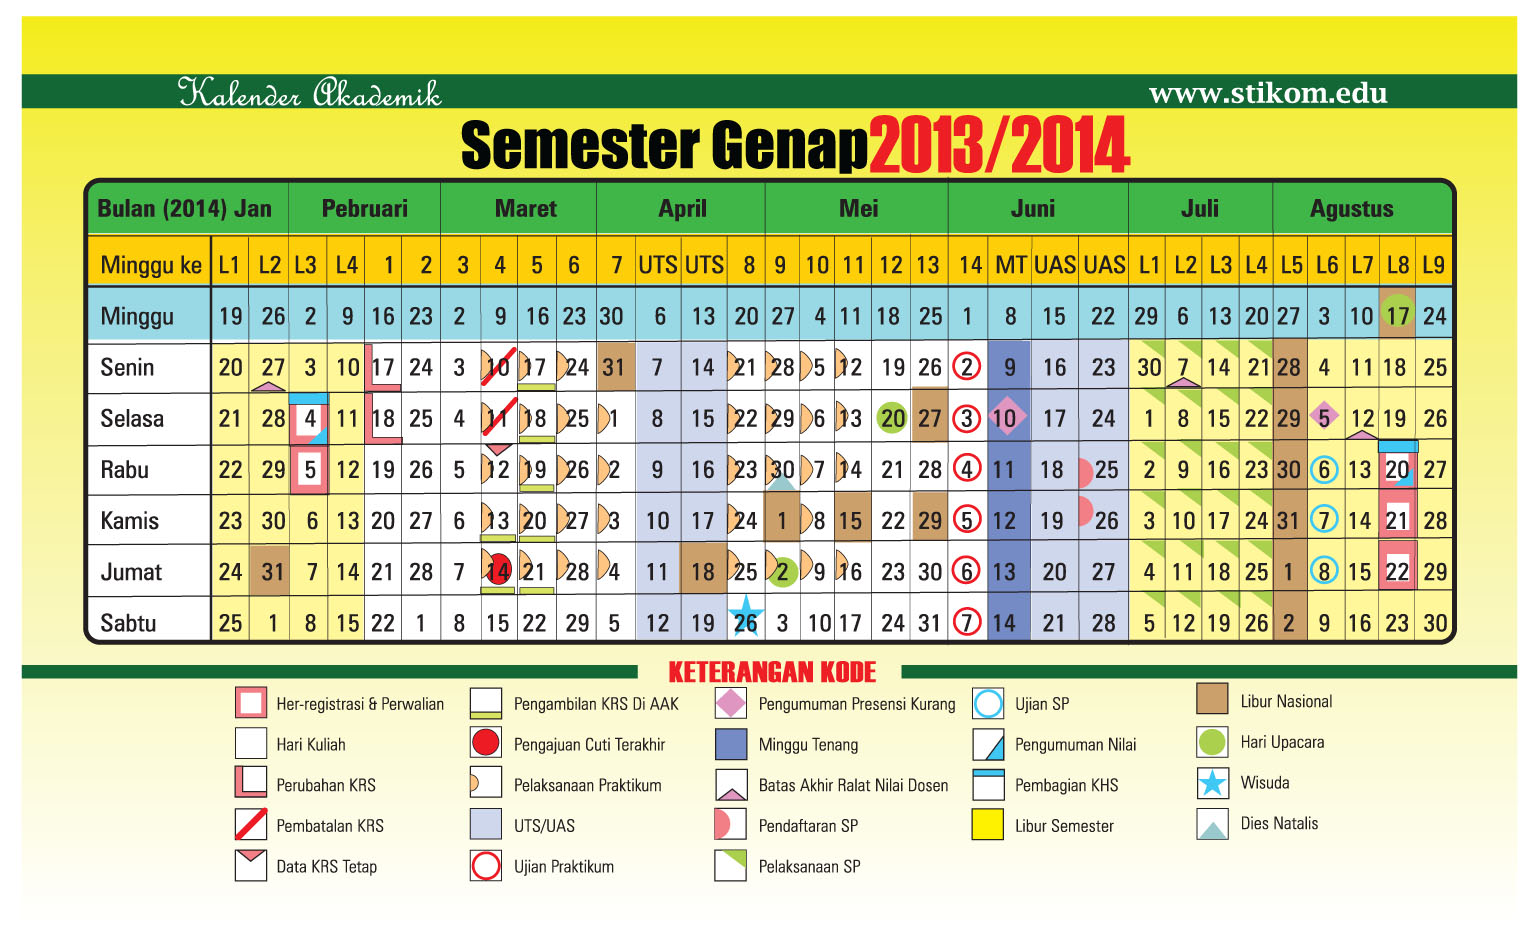 Kalender Akademik www.stikom.edu
Semester Genap 2013/2014
Bulan (2014) Jan Pebruari Maret April Mei Juni Juli Agustus
Minggu ke L1 L2 L3 L4 1 2 3 4 5 6 7 UTS UTS 8 9 10 11 12 13 14 MT UAS UAS L1 L2 L3 L4 L5 L6 L7 L8 L9
Minggu 19 26 2 9 16 23 2 9 16 23 30 6 13 20 27 4 11 18 25 1 8 15 22 29 6 13 20 27 3 10 17 24
Senin 20 27 3 10 17 24 3 10 17 24 31 7 14 21 28 5 12 19 26 2 9 16 23 30 7 14 21 28 4 11 18 25
Selasa 21 28 4 11 18 25 4 11 18 25 1 8 15 22 29 6 13 20 27 3 10 17 24 1 8 15 22 29 5 12 19 26
Rabu 22 29 5 12 19 26 5 12 19 26 2 9 16 23 30 7 14 21 28 4 11 18 25 2 9 16 23 30 6 13 20 27
Kamis 23 30 6 13 20 27 6 13 20 27 3 10 17 24 1 8 15 22 29 5 12 19 26 3 10 17 24 31 7 14 21 28
Jumat 24 31 7 14 21 28 7 14 21 28 4 11 18 25 2 9 16 23 30 6 13 20 27 4 11 18 25 1 8 15 22 29
Sabtu 25 1 8 15 22 1 8 15 22 29 5 12 19 26 3 10 17 24 31 7 14 21 28 5 12 19 26 2 9 16 23 30
KETERANGAN KODE
Her-registrasi & Perwalian Pengambilan KRS Di AAK Pengumuman Presensi Kurang Ujian SP Libur Nasional
Hari Kuliah Pengajuan Cuti Terakhir Minggu Tenang Pengumuman Nilai Hari Upacara
Perubahan KRS Pelaksanaan Praktikum Batas Akhir Ralat Nilai Dosen Pembagian KHS Wisuda
Pembatalan KRS UTS/UAS Pendaftaran SP Libur Semester Dies Natalis
Data KRS Tetap Ujian Praktikum Pelaksanaan SP